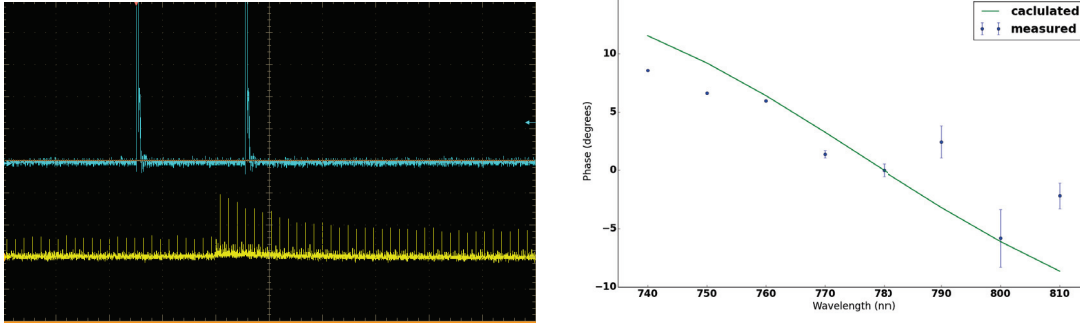 caclulated
measured
10
5
0
−5
−10
Phase (degrees)
740 750 760 770 780 790 800 810
Wavelength (nm)